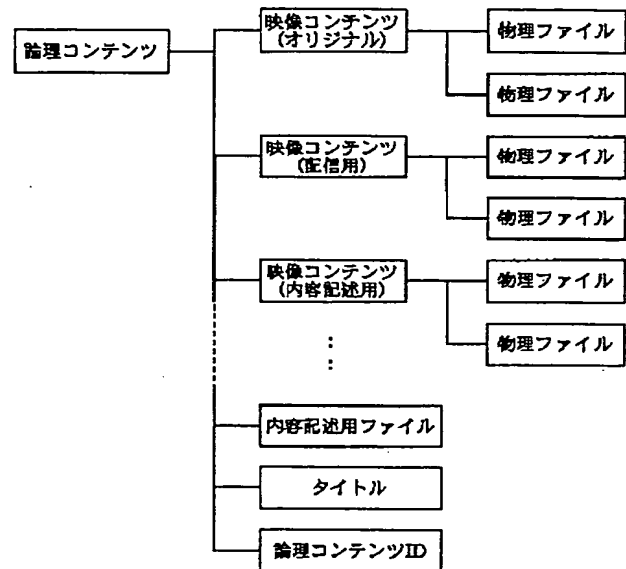 論理コンテンツ
映像コンテンツ
(オリジナル)
物理ファイル
物理ファイル
映像コンテンツ
(配信用)
物理ファイル
物理ファイル
映像コンテンツ
(内容記述用)
物理ファイル
物理ファイル
:
:
内容記述用ファイル
タイトル
論理コンテンツID